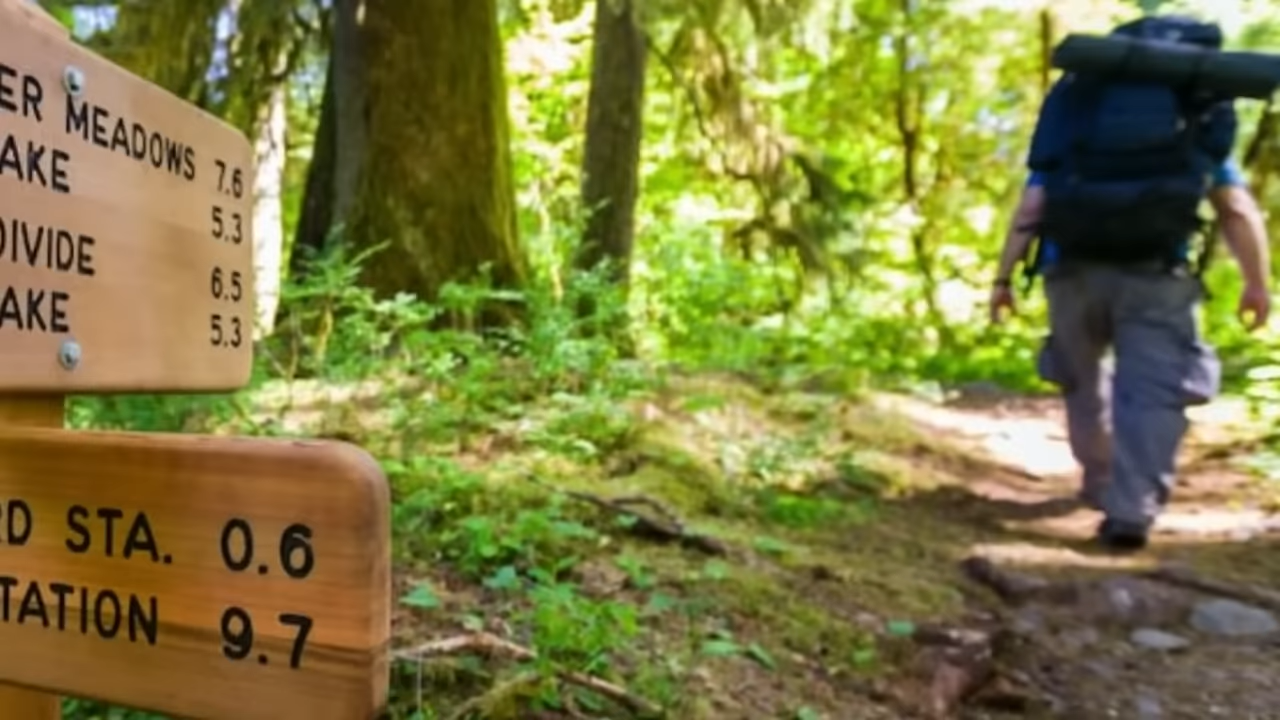 ER MEADOWS 7.6
AKE 5.3
DIVIDE 6.5
AKE 5.3
RD STA. 0.6
TATION 9.7